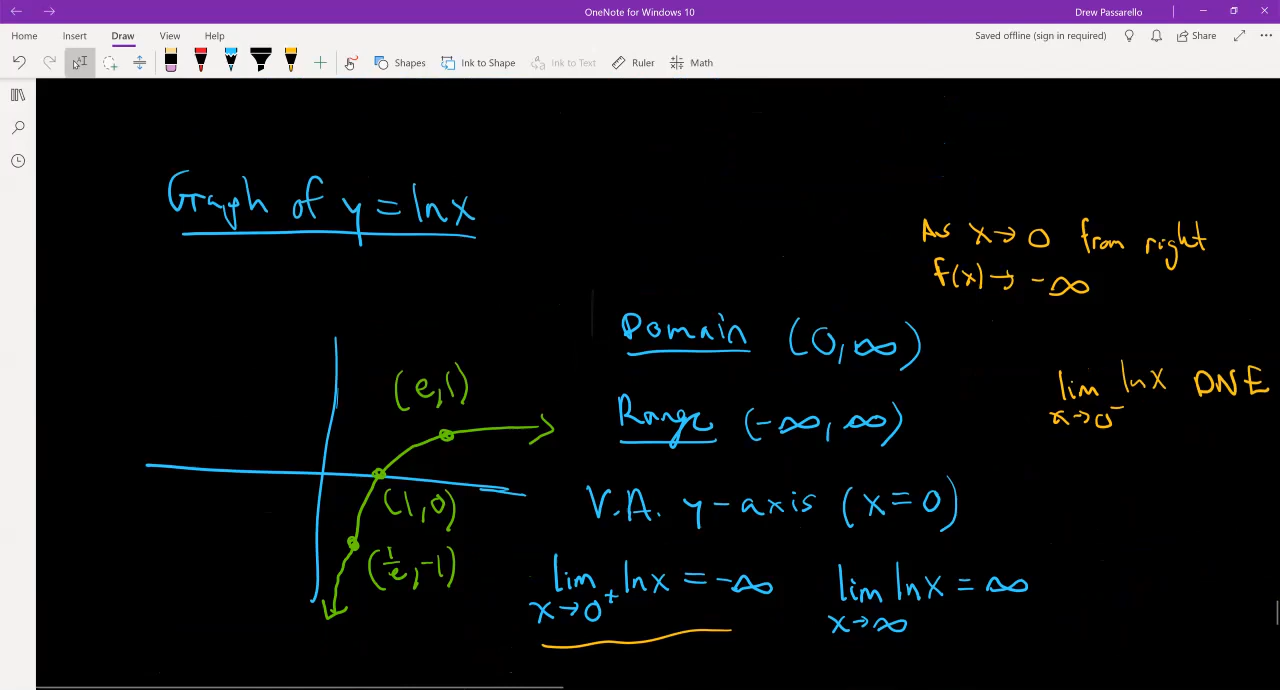 OneNote for Windows 10
Drew Passarello
Home Insert Draw View Help
Saved offline (sign in required)
Share
Shapes
Ink to Shape
Ink to Text
Ruler
Math
Graph of y = ln x
As x → 0 from right
f(x) → -∞
Domain (0, ∞)
lim ln x DNE
x → 0⁻
Range (-∞, ∞)
(e, 1)
(1, 0)
(1/e, -1)
V.A. y-axis (x = 0)
lim ln x = -∞
x → 0⁺
lim ln x = ∞
x → ∞